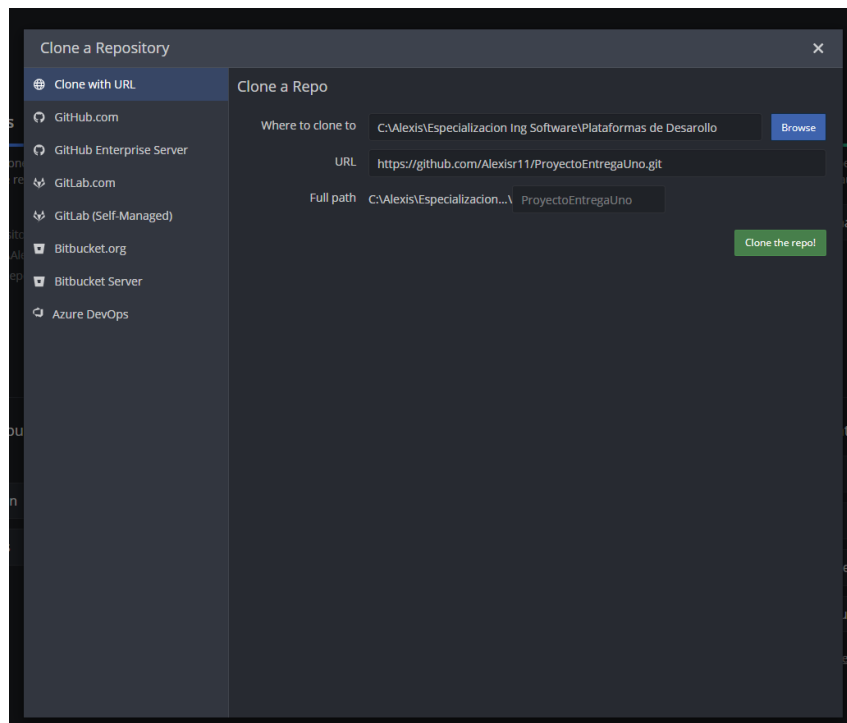 Clone a Repository
Clone with URL
GitHub.com
GitHub Enterprise Server
GitLab.com
GitLab (Self-Managed)
Bitbucket.org
Bitbucket Server
Azure DevOps
Clone a Repo
Where to clone to C:\Alexis\Especializacion Ing Software\Plataformas de Desarollo Browse
URL https://github.com/Alexisr11/ProyectoEntregaUno.git
Full path C:\Alexis\Especializacion...\ ProyectoEntregaUno
Clone the repo!